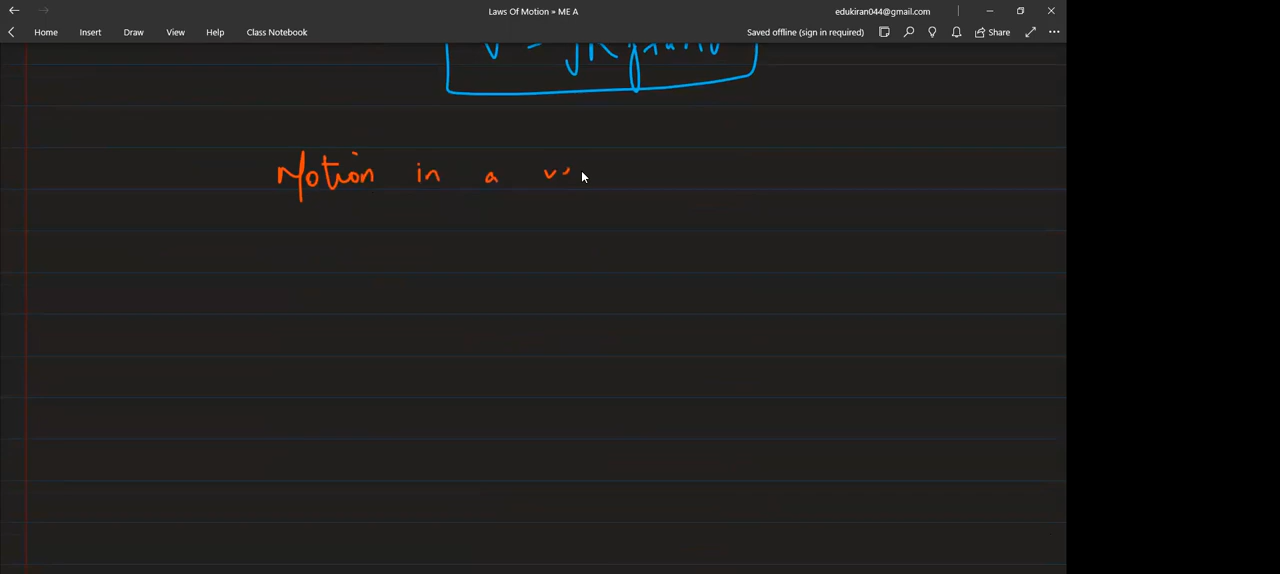 Laws Of Motion » ME A
edukiran044@gmail.com
Home Insert Draw View Help Class Notebook
Saved offline (sign in required) Share
Motion in a